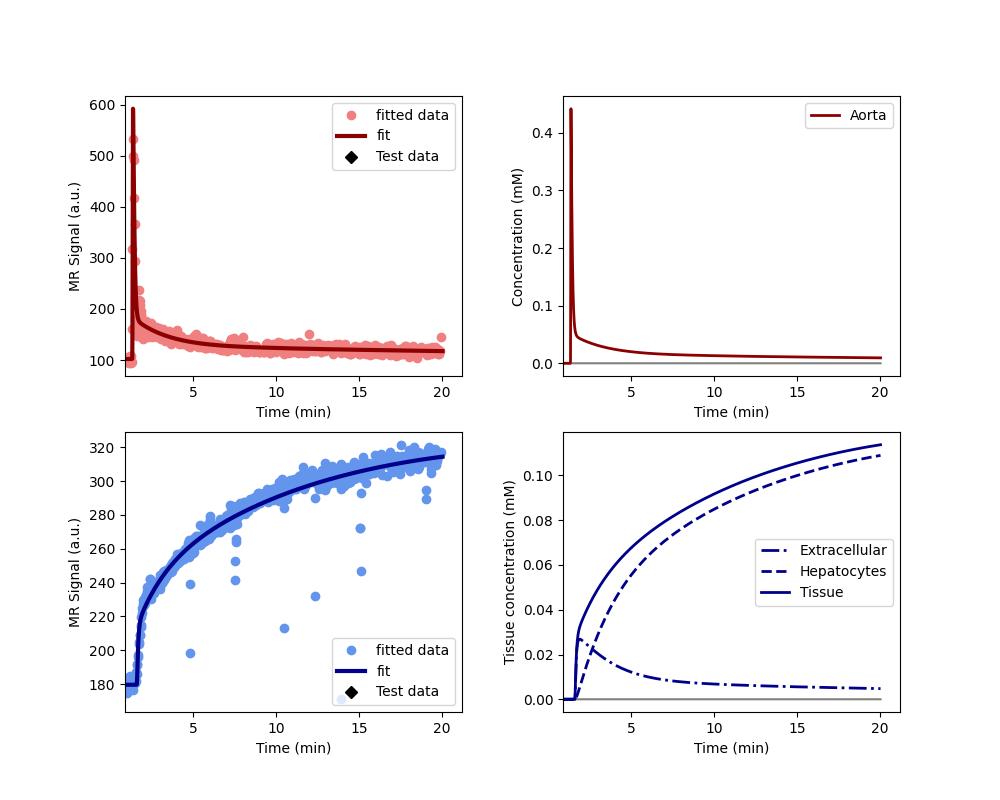 600
500
400
300
200
100
5
10
15
20
MR Signal (a.u.)
Time (min)
fitted data
fit
Test data
0.4
0.3
0.2
0.1
0.0
5
10
15
20
Concentration (mM)
Time (min)
Aorta
320
300
280
260
240
220
200
180
5
10
15
20
MR Signal (a.u.)
Time (min)
fitted data
fit
Test data
0.10
0.08
0.06
0.04
0.02
0.00
5
10
15
20
Tissue concentration (mM)
Time (min)
Extracellular
Hepatocytes
Tissue